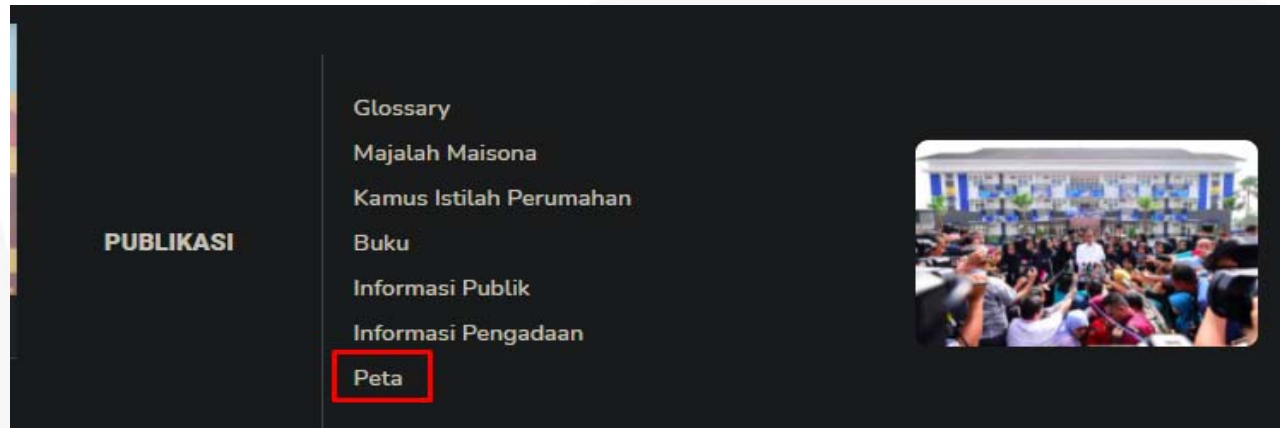 PUBLIKASI
Glossary
Majalah Maisona
Kamus Istilah Perumahan
Buku
Informasi Publik
Informasi Pengadaan
Peta